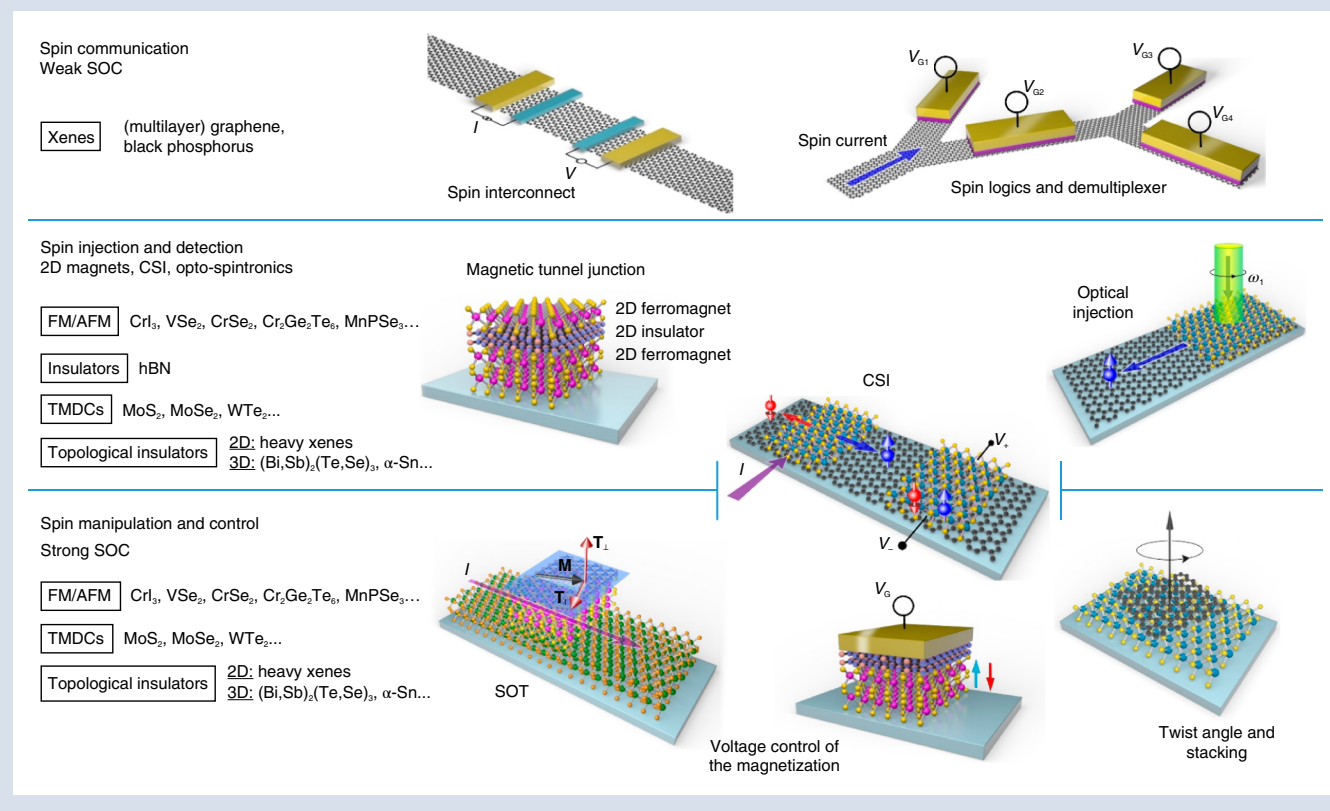 Spin communication
Weak SOC
Xenes
(multilayer) graphene,
black phosphorus
I
V
Spin interconnect
V_G1
V_G2
V_G3
V_G4
Spin current
Spin logics and demultiplexer
Spin injection and detection
2D magnets, CSI, opto-spintronics
FM/AFM CrI₃, VSe₂, CrSe₂, Cr₂Ge₂Te₆, MnPSe₃…
Insulators hBN
TMDCs MoS₂, MoSe₂, WTe₂...
Topological insulators
2D: heavy xenes
3D: (Bi,Sb)₂(Te,Se)₃, α-Sn...
Magnetic tunnel junction
2D ferromagnet
2D insulator
2D ferromagnet
CSI
I
V₊
V₋
Optical
injection
ω₁
Spin manipulation and control
Strong SOC
FM/AFM CrI₃, VSe₂, CrSe₂, Cr₂Ge₂Te₆, MnPSe₃…
TMDCs MoS₂, MoSe₂, WTe₂...
Topological insulators
2D: heavy xenes
3D: (Bi,Sb)₂(Te,Se)₃, α-Sn...
I
M
T⊥
T∥
SOT
V_G
Voltage control of
the magnetization
Twist angle and
stacking